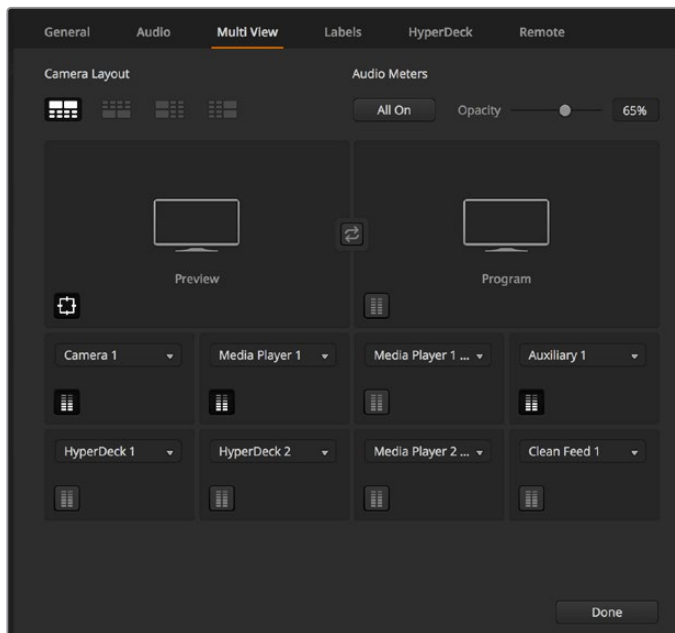 General Audio Multi View Labels HyperDeck Remote
Camera Layout Audio Meters
All On Opacity 65%
Preview Program
Camera 1 Media Player 1 Media Player 1 ... Auxiliary 1
HyperDeck 1 HyperDeck 2 Media Player 2 ... Clean Feed 1
Done